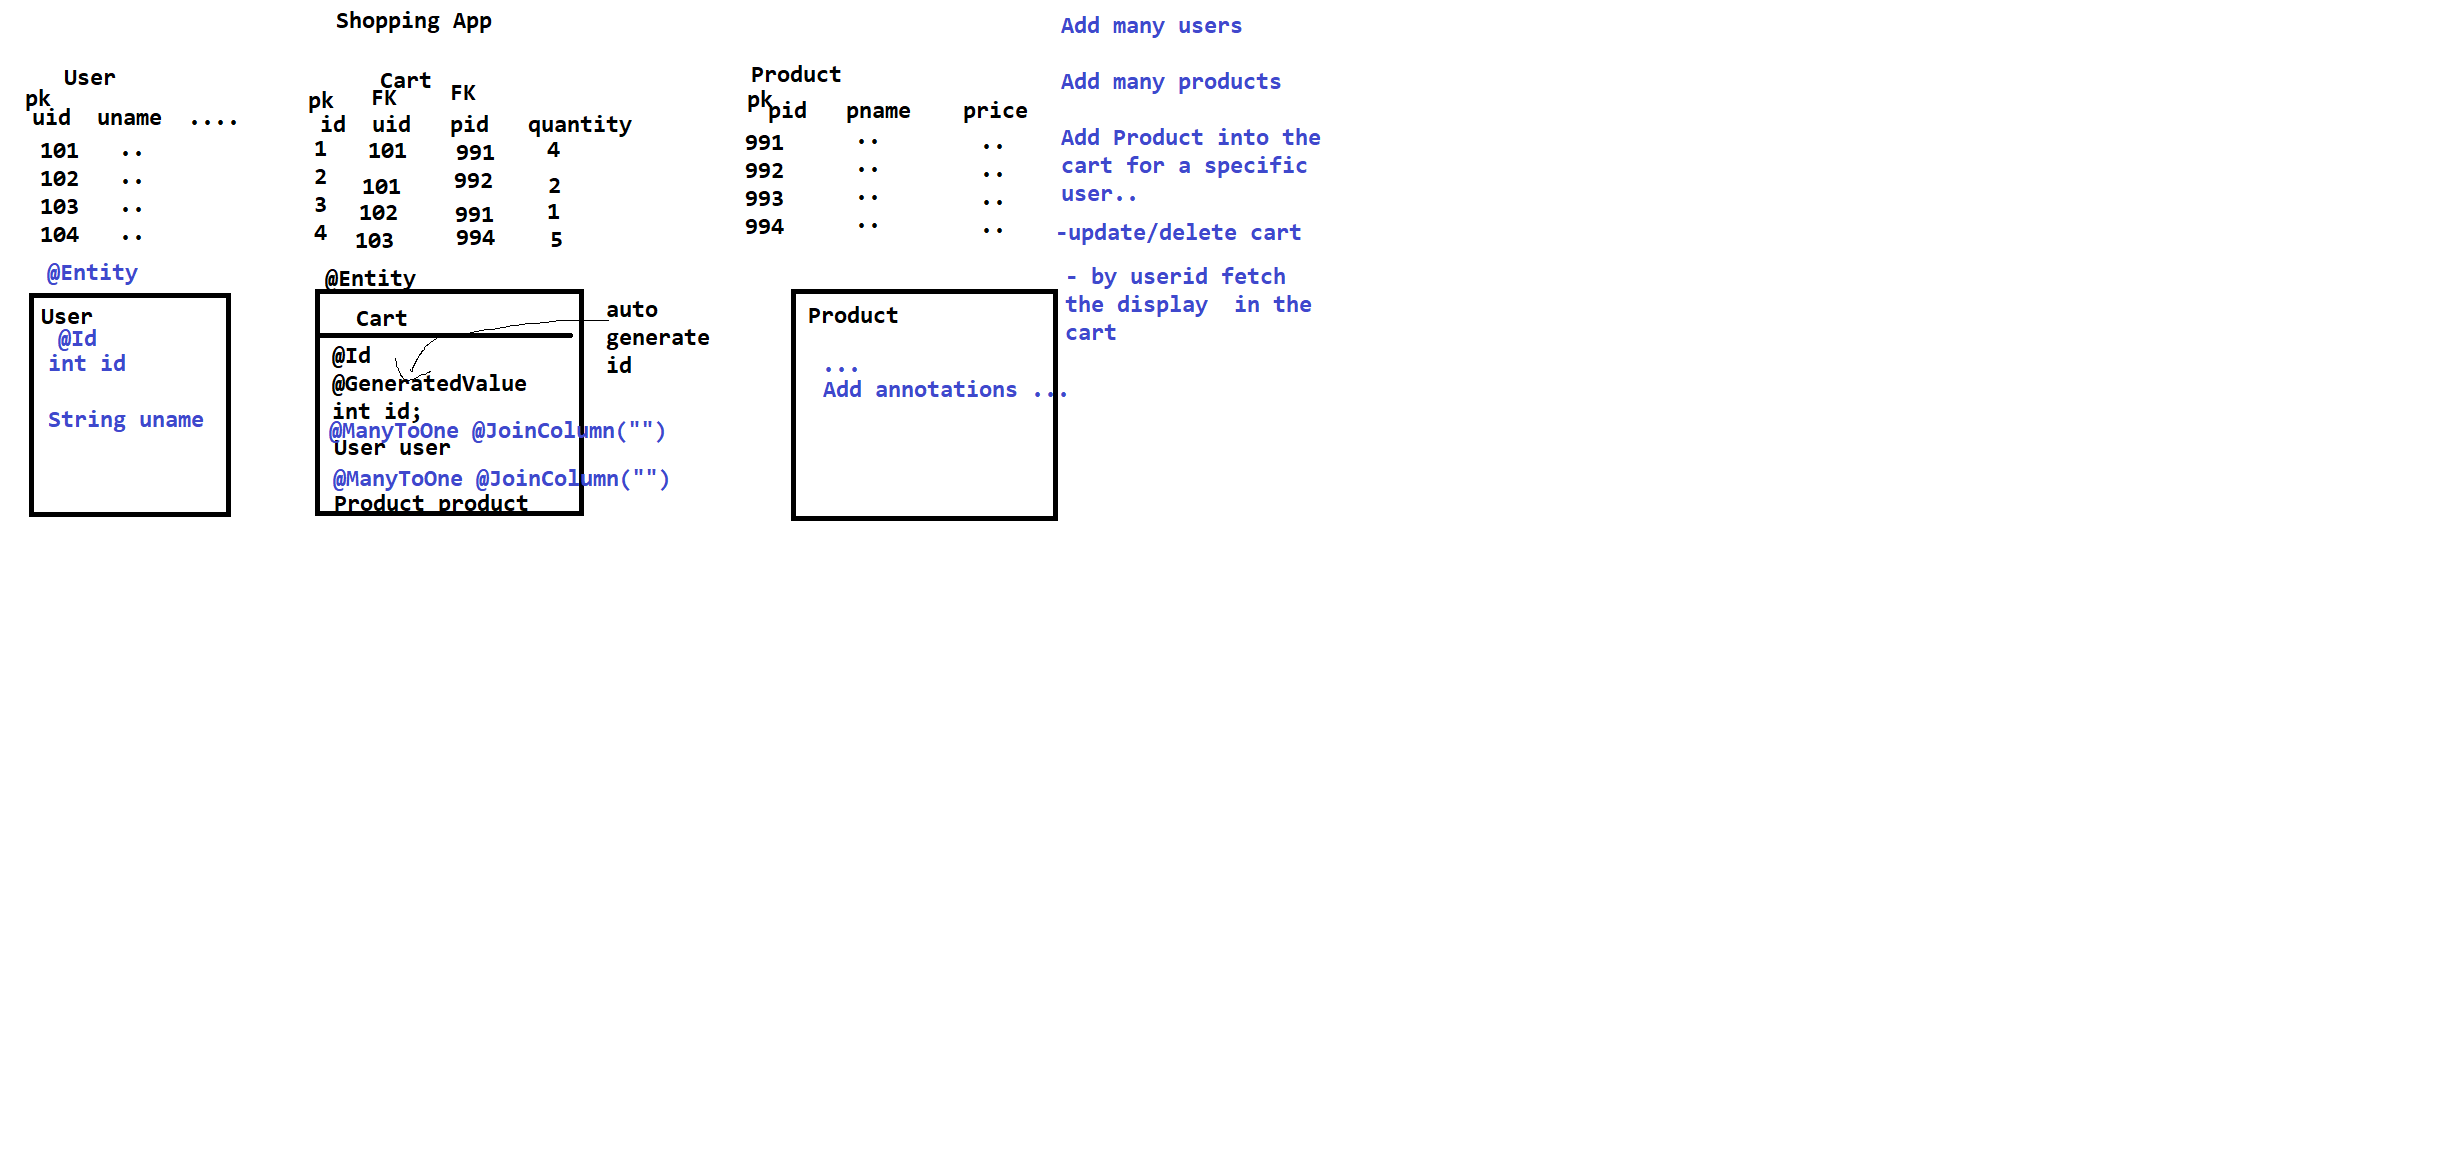 Shopping App
User
pk
uid uname ....
101 ..
102 ..
103 ..
104 ..
@Entity
User
@Id
int id
String uname
Cart
pk FK FK
id uid pid quantity
1 101 991 4
2 101 992 2
3 102 991 1
4 103 994 5
@Entity
Cart
@Id
@GeneratedValue
int id;
@ManyToOne @JoinColumn("")
User user
@ManyToOne @JoinColumn("")
Product product
auto
generate
id
Product
pk
pid pname price
991 .. ..
992 .. ..
993 .. ..
994 .. ..
Product
...
Add annotations ...
Add many users
Add many products
Add Product into the
cart for a specific
user..
-update/delete cart
- by userid fetch
the display in the
cart